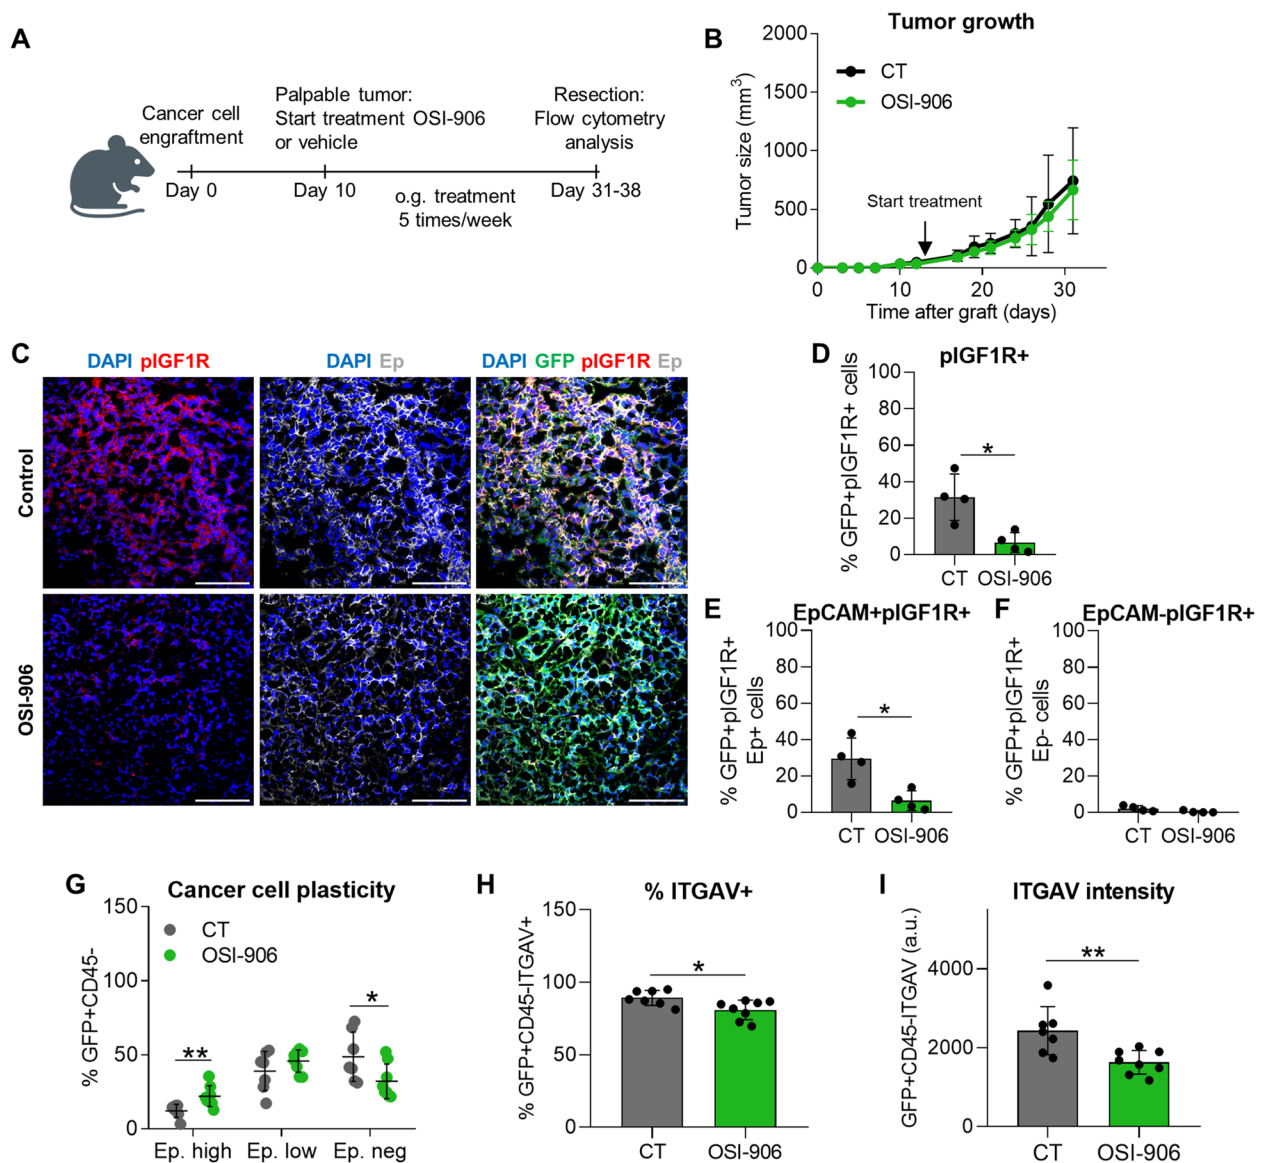 A
Cancer cell
engraftment
Palpable tumor:
Start treatment OSI-906
or vehicle
Resection:
Flow cytometry
analysis
Day 0
Day 10
o.g. treatment
5 times/week
Day 31-38
B
Tumor growth
Tumor size (mm3)
2000
1500
1000
500
0
CT
OSI-906
Start treatment
0
10
20
30
Time after graft (days)
C
DAPI pIGF1R
DAPI Ep
DAPI GFP pIGF1R Ep
Control
OSI-906
D
pIGF1R+
% GFP+pIGF1R+ cells
100
80
60
40
20
0
*
CT
OSI-906
E
EpCAM+pIGF1R+
% GFP+pIGF1R+
Ep+ cells
100
80
60
40
20
0
*
CT
OSI-906
F
EpCAM-pIGF1R+
% GFP+pIGF1R+
Ep- cells
100
80
60
40
20
0
CT
OSI-906
G
Cancer cell plasticity
% GFP+CD45-
150
100
50
0
CT
OSI-906
**
*
Ep. high
Ep. low
Ep. neg
H
% ITGAV+
% GFP+CD45-ITGAV+
150
100
50
0
*
CT
OSI-906
I
ITGAV intensity
GFP+CD45-ITGAV (a.u.)
4000
2000
0
**
CT
OSI-906